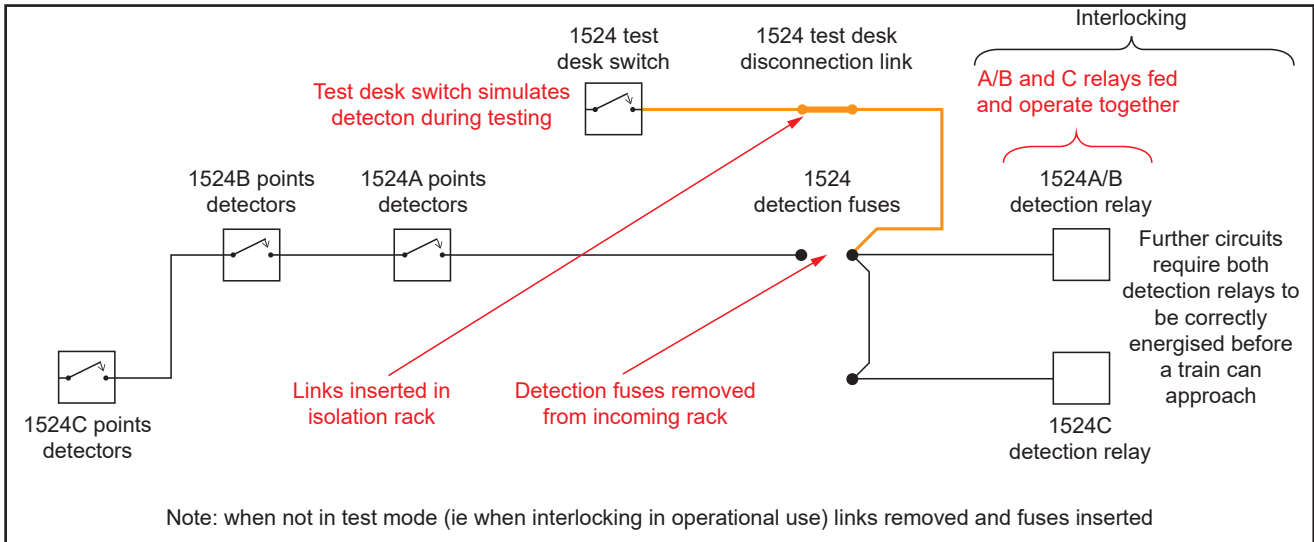 Interlocking
1524 test
desk switch
1524 test desk
disconnection link
A/B and C relays fed
and operate together
Test desk switch simulates
detecton during testing
1524B points
detectors
1524A points
detectors
1524
detection fuses
1524A/B
detection relay
Further circuits
require both
detection relays to
be correctly
energised before
a train can
approach
1524C points
detectors
Links inserted in
isolation rack
Detection fuses removed
from incoming rack
1524C
detection relay
Note: when not in test mode (ie when interlocking in operational use) links removed and fuses inserted